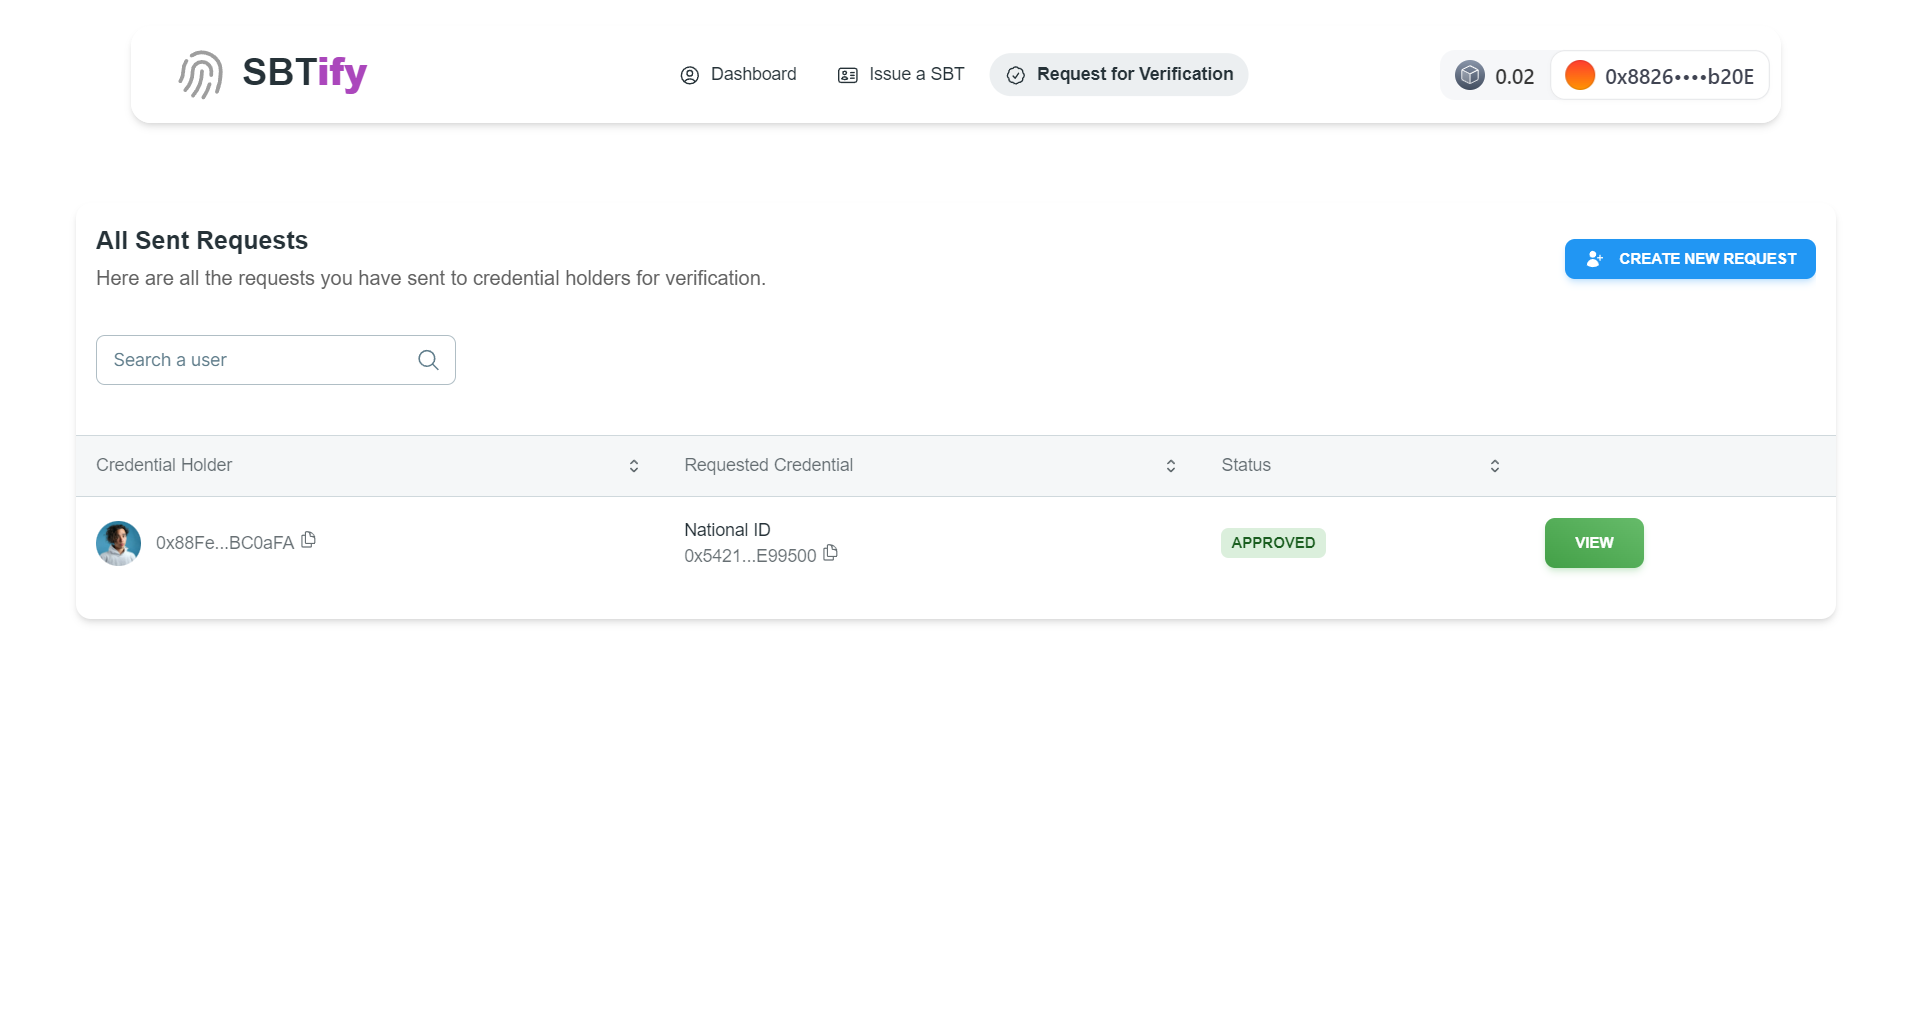 SBTify
Dashboard
Issue a SBT
Request for Verification
0.02
0x8826••••b20E
All Sent Requests
Here are all the requests you have sent to credential holders for verification.
CREATE NEW REQUEST
Search a user
Credential Holder
Requested Credential
Status
0x88Fe...BC0aFA
National ID
0x5421...E99500
APPROVED
VIEW